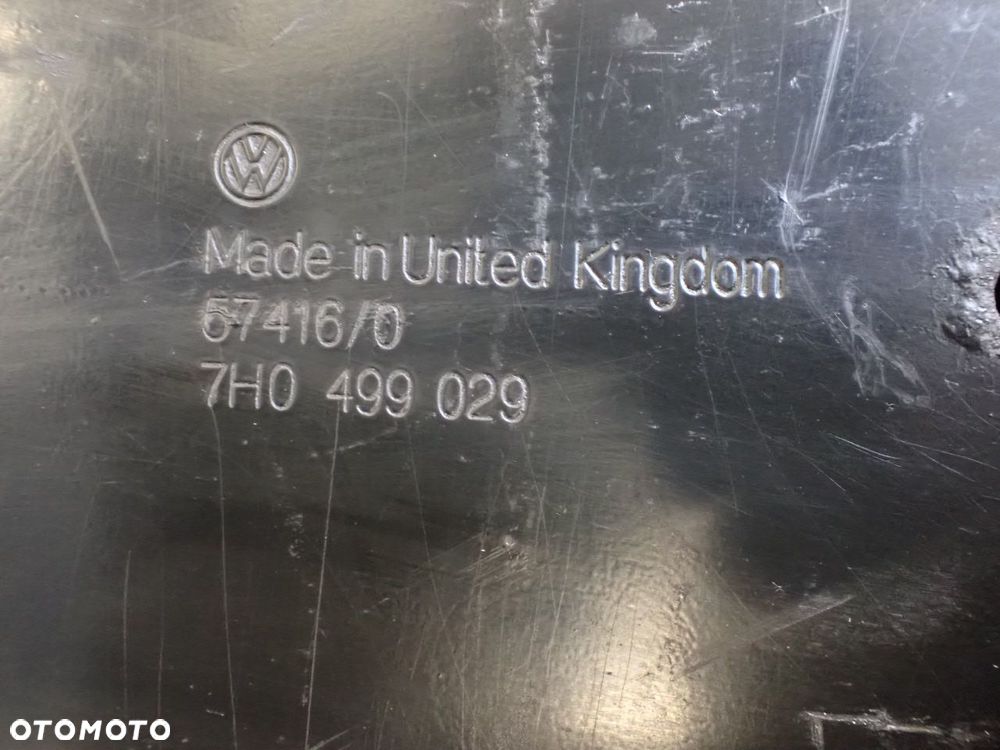 Made in United Kingdom
57416/0
7H0 499 029
OTOMOTO